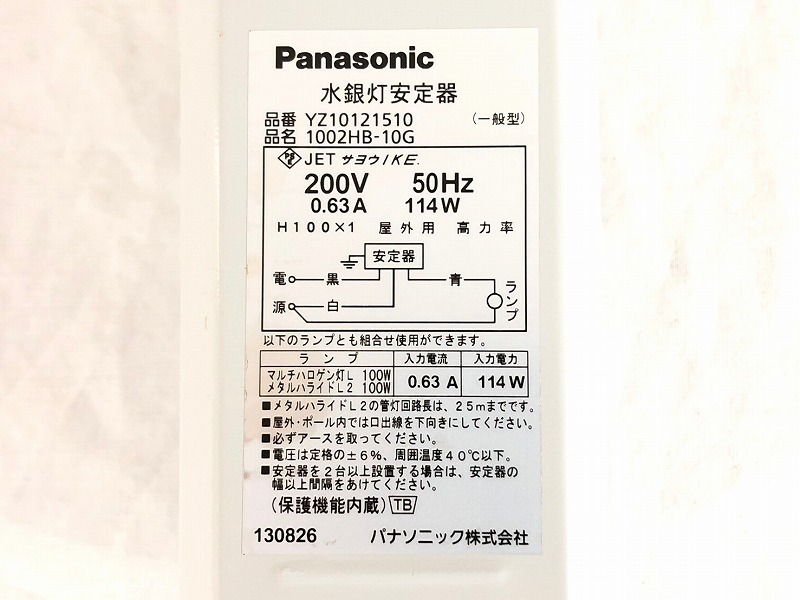 Panasonic
水銀灯安定器
品番 YZ10121510 (一般型)
品名 1002HB-10G
PS E JET サヨウIKE.
200V 50Hz
0.63A 114W
H100×1 屋外用 高力率
安定器
電 黒 青
源 白
ランプ
以下のランプとも組合せ使用ができます。
ランプ 入力電流 入力電力
マルチハロゲン灯L 100W 0.63 A 114 W
メタルハライドL2 100W
■メタルハライドL2の管灯回路長は、25mまでです。
■屋外・ポール内では口出線を下向きにしてください。
■必ずアースを取ってください。
■電圧は定格の±6%、周囲温度40℃以下。
■安定器を2台以上設置する場合は、安定器の
幅以上間隔をあけてください。
(保護機能内蔵) TB
130826 パナソニック株式会社